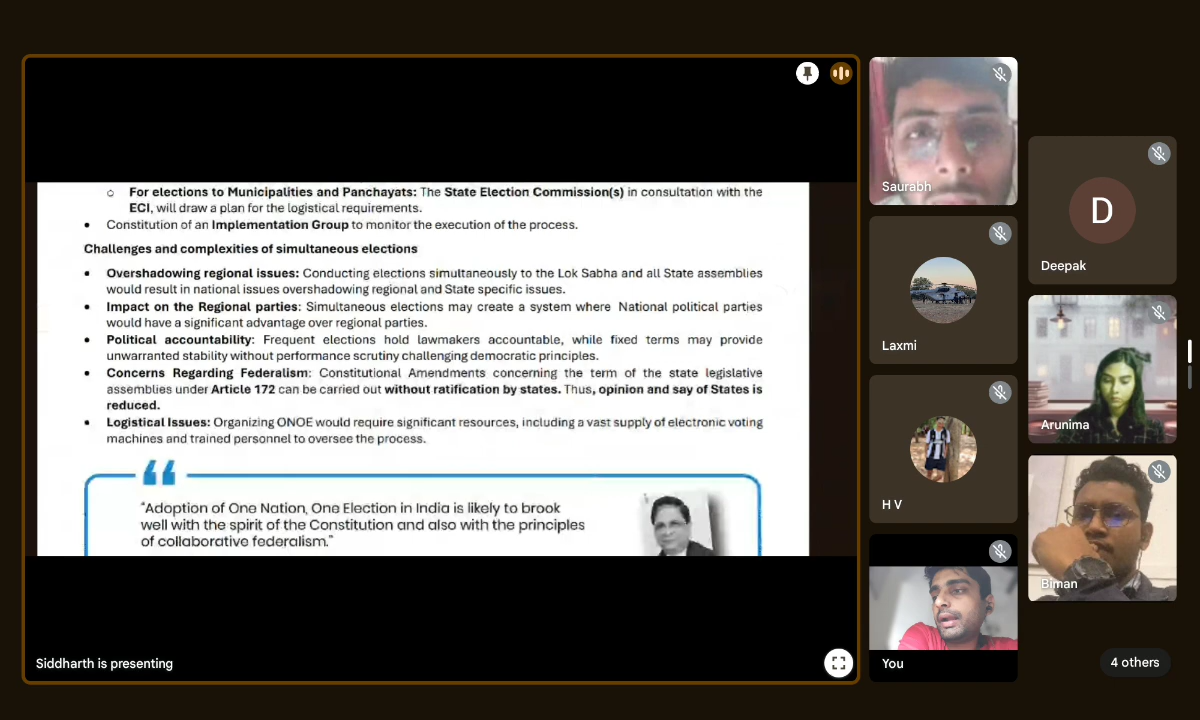 ○ For elections to Municipalities and Panchayats: The State Election Commission(s) in consultation with the
ECI, will draw a plan for the logistical requirements.
• Constitution of an Implementation Group to monitor the execution of the process.
Challenges and complexities of simultaneous elections
• Overshadowing regional issues: Conducting elections simultaneously to the Lok Sabha and all State assemblies
would result in national issues overshadowing regional and State specific issues.
• Impact on the Regional parties: Simultaneous elections may create a system where National political parties
would have a significant advantage over regional parties.
• Political accountability: Frequent elections hold lawmakers accountable, while fixed terms may provide
unwarranted stability without performance scrutiny challenging democratic principles.
• Concerns Regarding Federalism: Constitutional Amendments concerning the term of the state legislative
assemblies under Article 172 can be carried out without ratification by states. Thus, opinion and say of States is
reduced.
• Logistical Issues: Organizing ONOE would require significant resources, including a vast supply of electronic voting
machines and trained personnel to oversee the process.
“
“Adoption of One Nation, One Election in India is likely to brook
well with the spirit of the Constitution and also with the principles
of collaborative federalism.”
Siddharth is presenting
Saurabh
Laxmi
H V
You
D
Deepak
Arunima
Biman
4 others